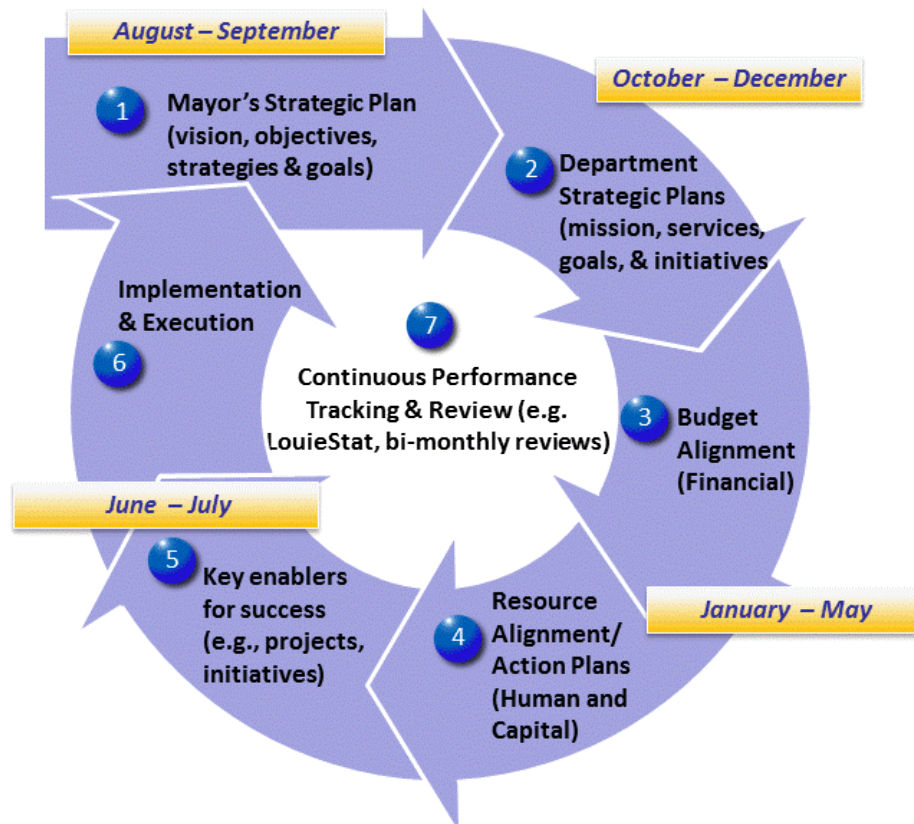 August – September
1
Mayor's Strategic Plan
(vision, objectives,
strategies & goals)
October – December
2
Department
Strategic Plans
(mission, services,
goals, & initiatives
3
Budget
Alignment
(Financial)
January – May
4
Resource
Alignment/
Action Plans
(Human and
Capital)
5
Key enablers
for success
(e.g., projects,
initiatives)
June – July
6
Implementation
& Execution
7
Continuous Performance
Tracking & Review (e.g.
LouieStat, bi-monthly reviews)